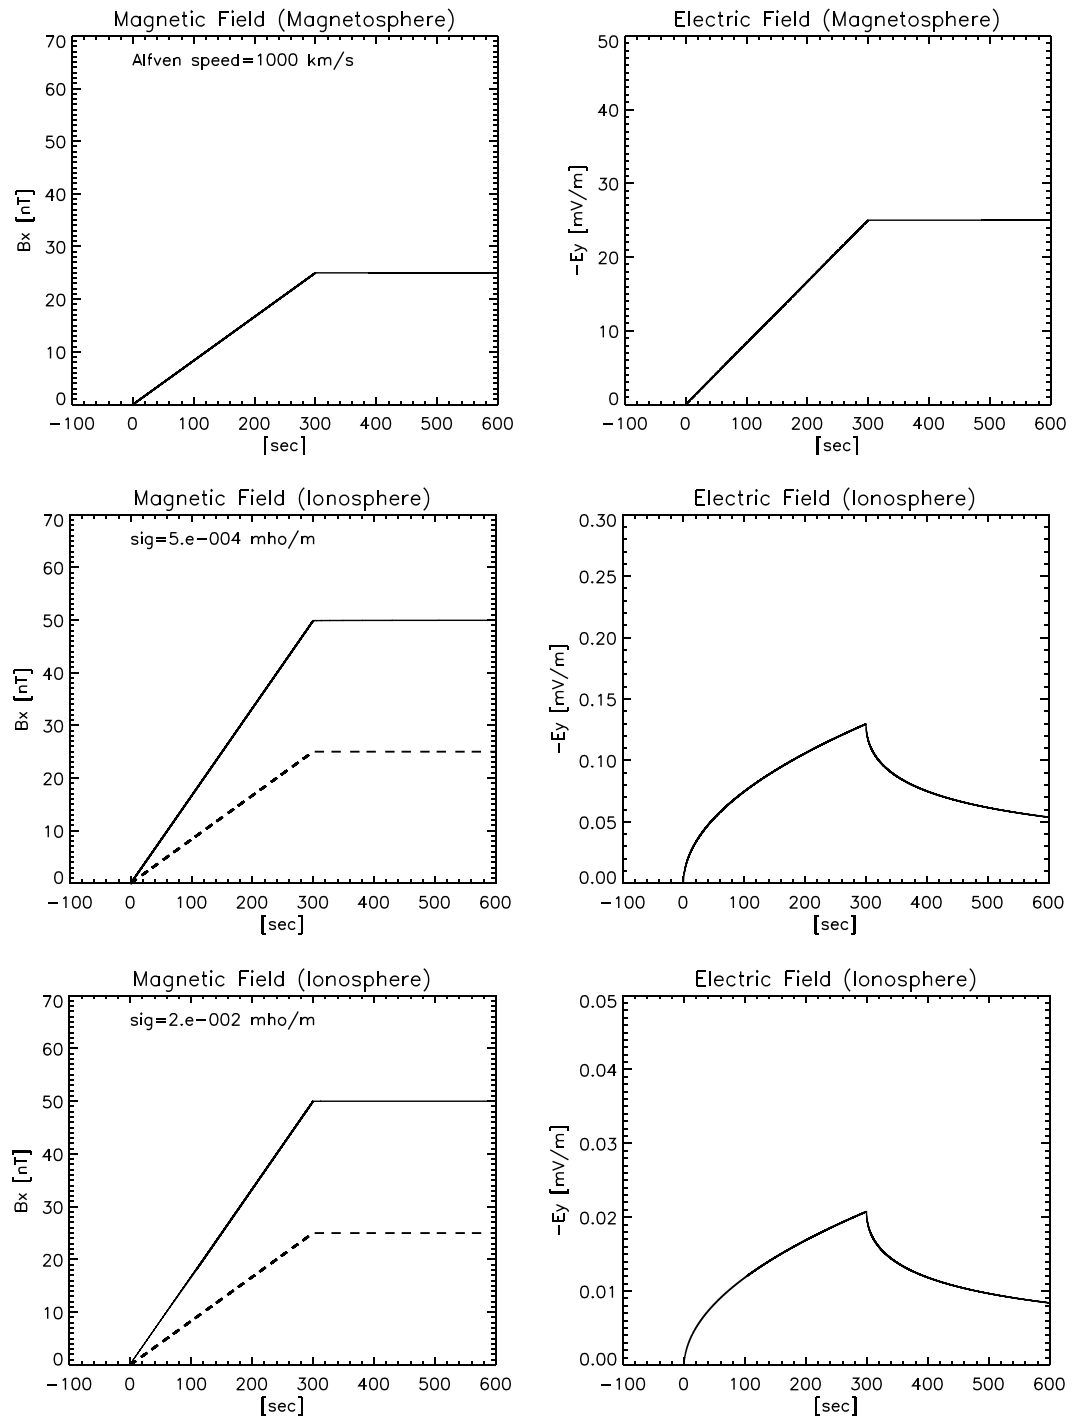 Magnetic Field (Magnetosphere)
70
60
50
40
30
20
10
0
Bx [nT]
Alfven speed=1000 km/s
-100 0 100 200 300 400 500 600
[sec]
Electric Field (Magnetosphere)
50
40
30
20
10
0
-Ey [mV/m]
-100 0 100 200 300 400 500 600
[sec]
Magnetic Field (Ionosphere)
70
60
50
40
30
20
10
0
Bx [nT]
sig=5.e-004 mho/m
-100 0 100 200 300 400 500 600
[sec]
Electric Field (Ionosphere)
0.30
0.25
0.20
0.15
0.10
0.05
0.00
-Ey [mV/m]
-100 0 100 200 300 400 500 600
[sec]
Magnetic Field (Ionosphere)
70
60
50
40
30
20
10
0
Bx [nT]
sig=2.e-002 mho/m
-100 0 100 200 300 400 500 600
[sec]
Electric Field (Ionosphere)
0.05
0.04
0.03
0.02
0.01
0.00
-Ey [mV/m]
-100 0 100 200 300 400 500 600
[sec]